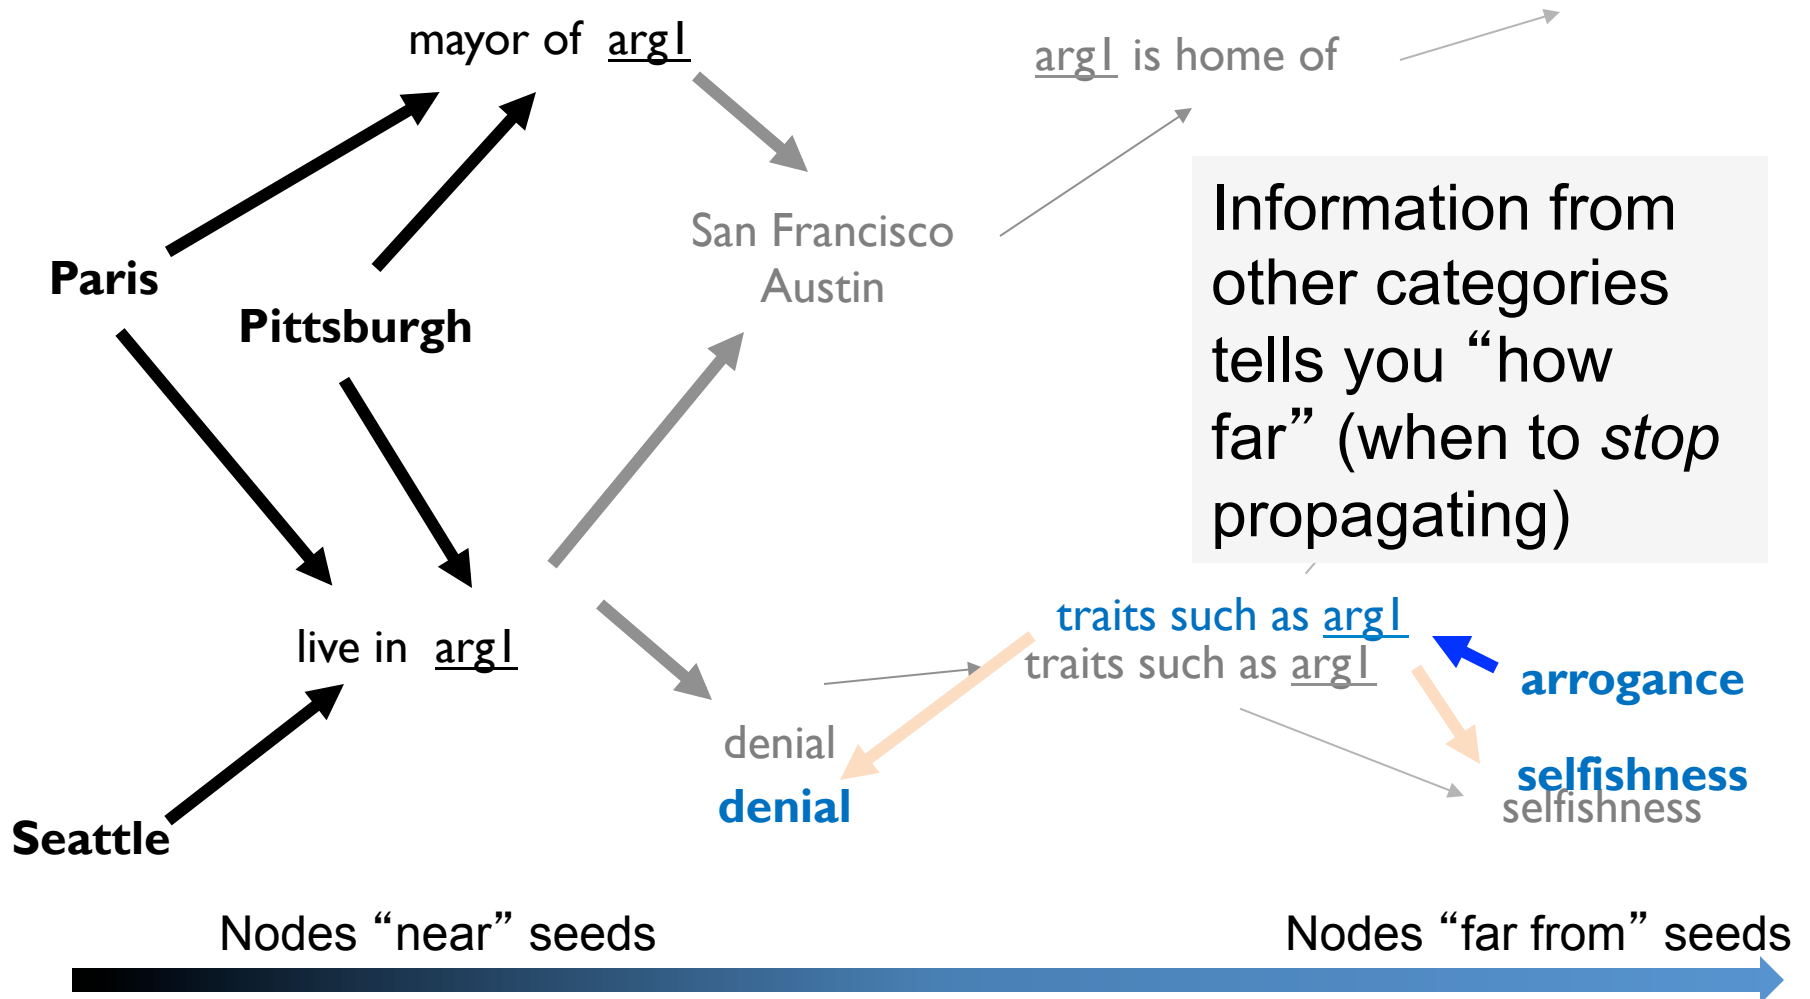 mayor of arg1
arg1 is home of
San Francisco
Austin
Paris
Pittsburgh
Information from
other categories
tells you “how
far” (when to stop
propagating)
live in arg1
traits such as arg1
traits such as arg1
arrogance
denial
denial
selfishness
selfishness
Seattle
Nodes “near” seeds
Nodes “far from” seeds